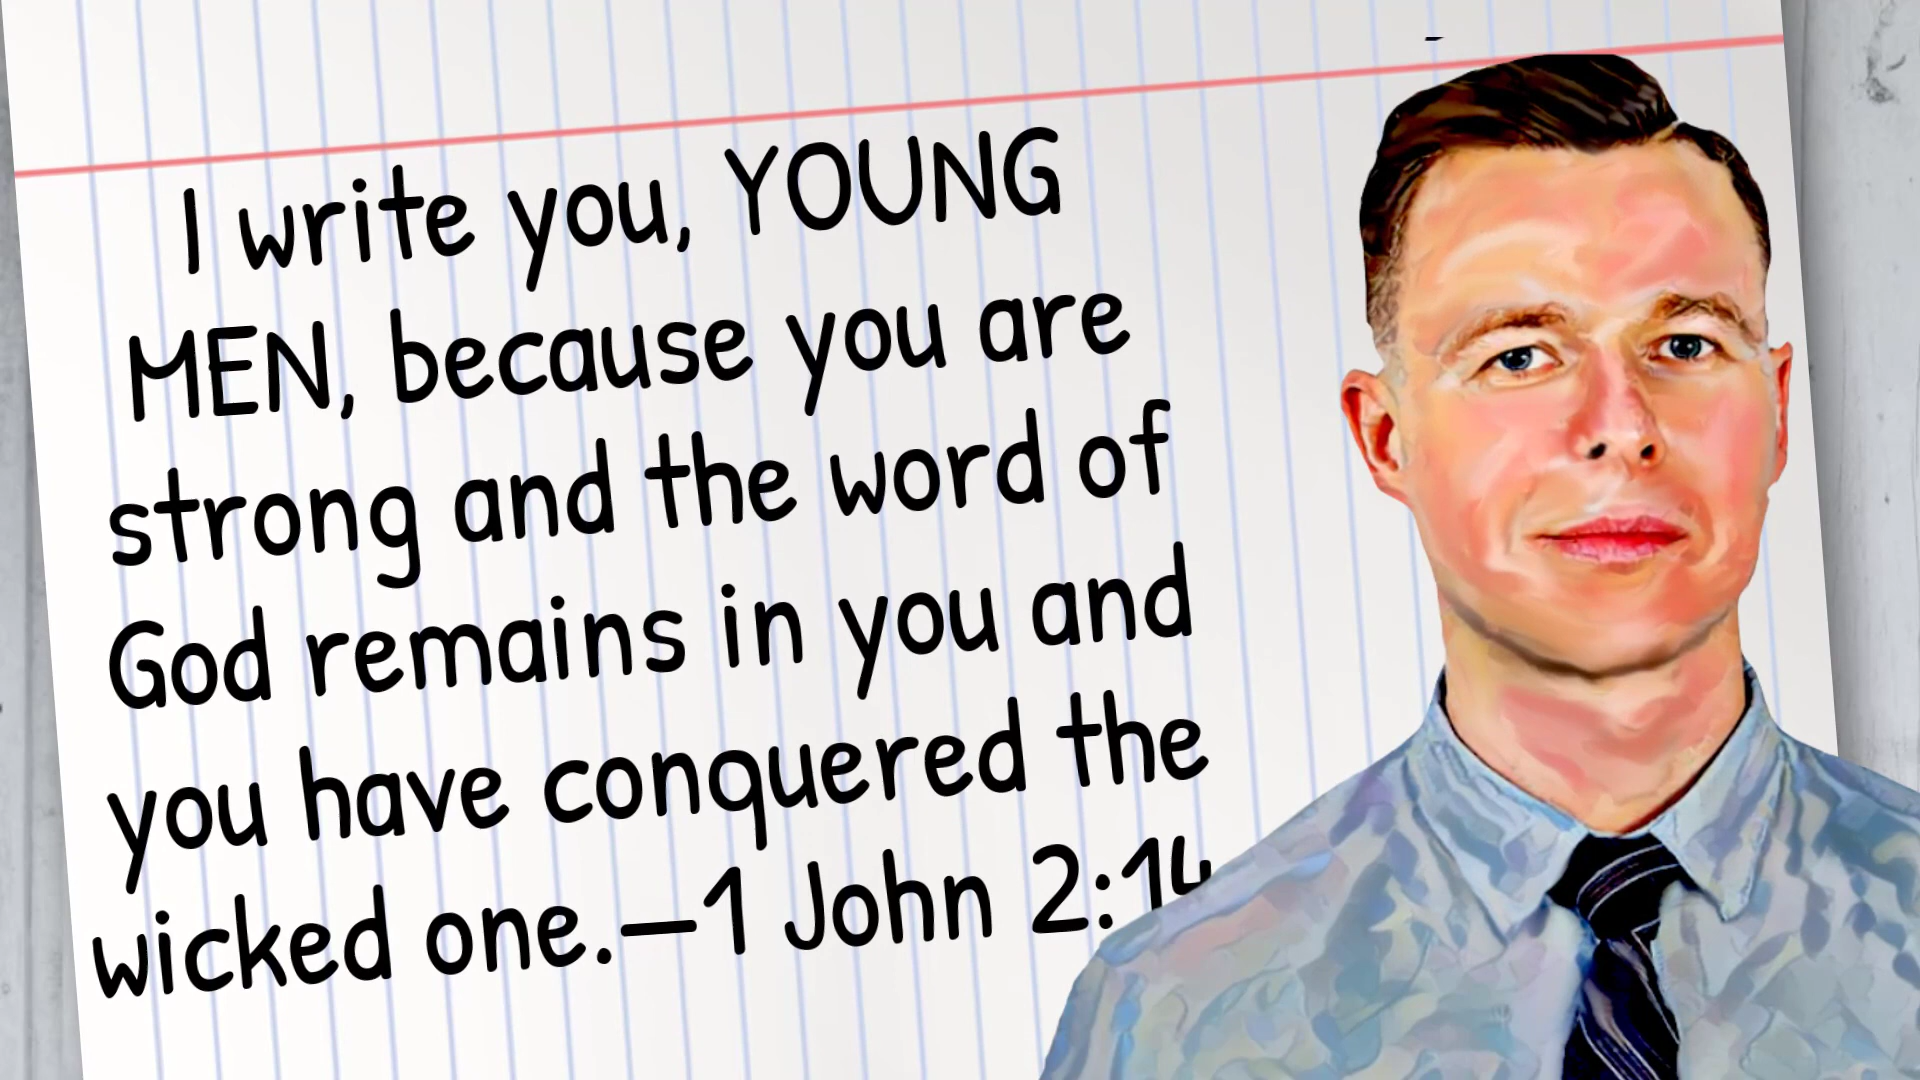 I write you, YOUNG
MEN, because you are
strong and the word of
God remains in you and
you have conquered the
wicked one.—1 John 2:14